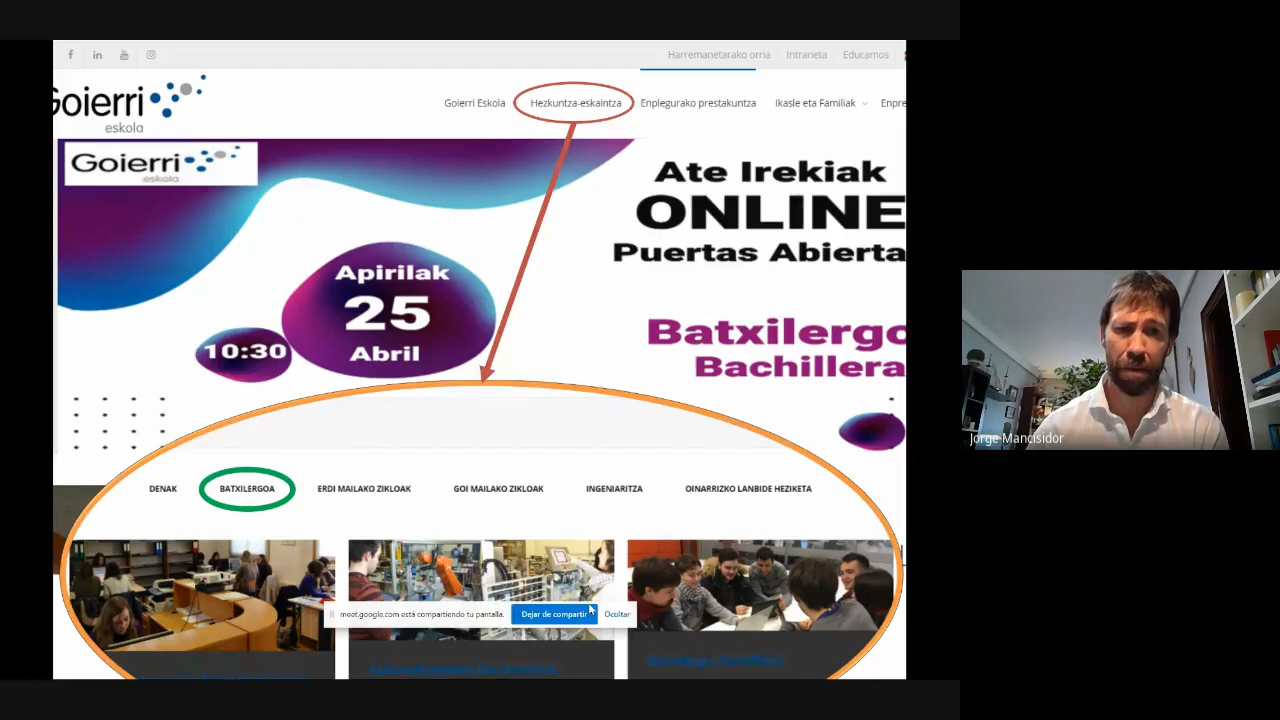 Harremanetarako orria Intraneta Educamos
Goierri
eskola
Goierri Eskola Hezkuntza-eskaintza Enplegurako prestakuntza Ikasle eta Familiak Enpre
Goierri
eskola
Ate Irekiak
ONLINE
Puertas Abierta
Apirilak
25
Abril
10:30
Batxilergo
Bachillera
Jorge Mancisidor
DENAK BATXILERGOA ERDI MAILAKO ZIKLOAK GOI MAILAKO ZIKLOAK INGENIARITZA OINARRIZKO LANBIDE HEZIKETA
meet.google.com está compartiendo tu pantalla. Dejar de compartir Ocultar